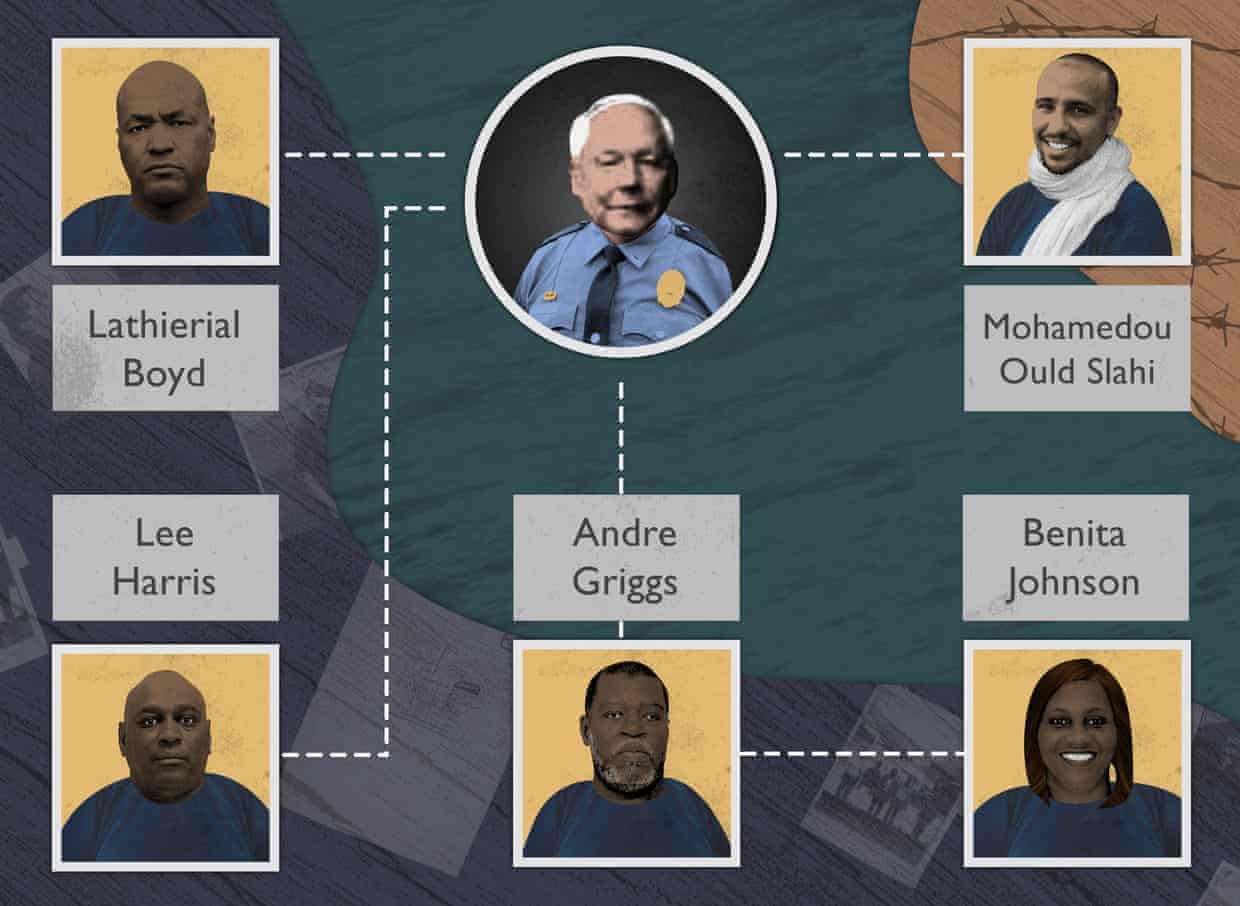 Lathierial
Boyd
Mohamedou
Ould Slahi
Lee
Harris
Andre
Griggs
Benita
Johnson